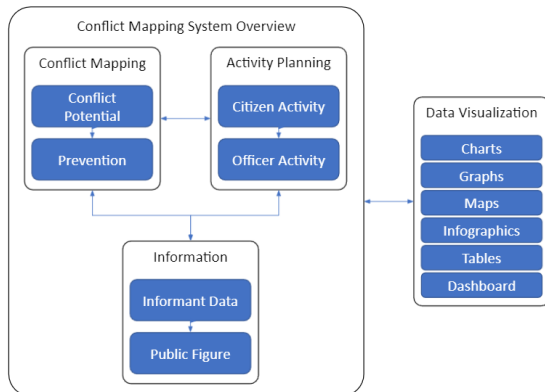 Conflict Mapping System Overview
Conflict Mapping
Conflict
Potential
Prevention
Activity Planning
Citizen Activity
Officer Activity
Information
Informant Data
Public Figure
Data Visualization
Charts
Graphs
Maps
Infographics
Tables
Dashboard